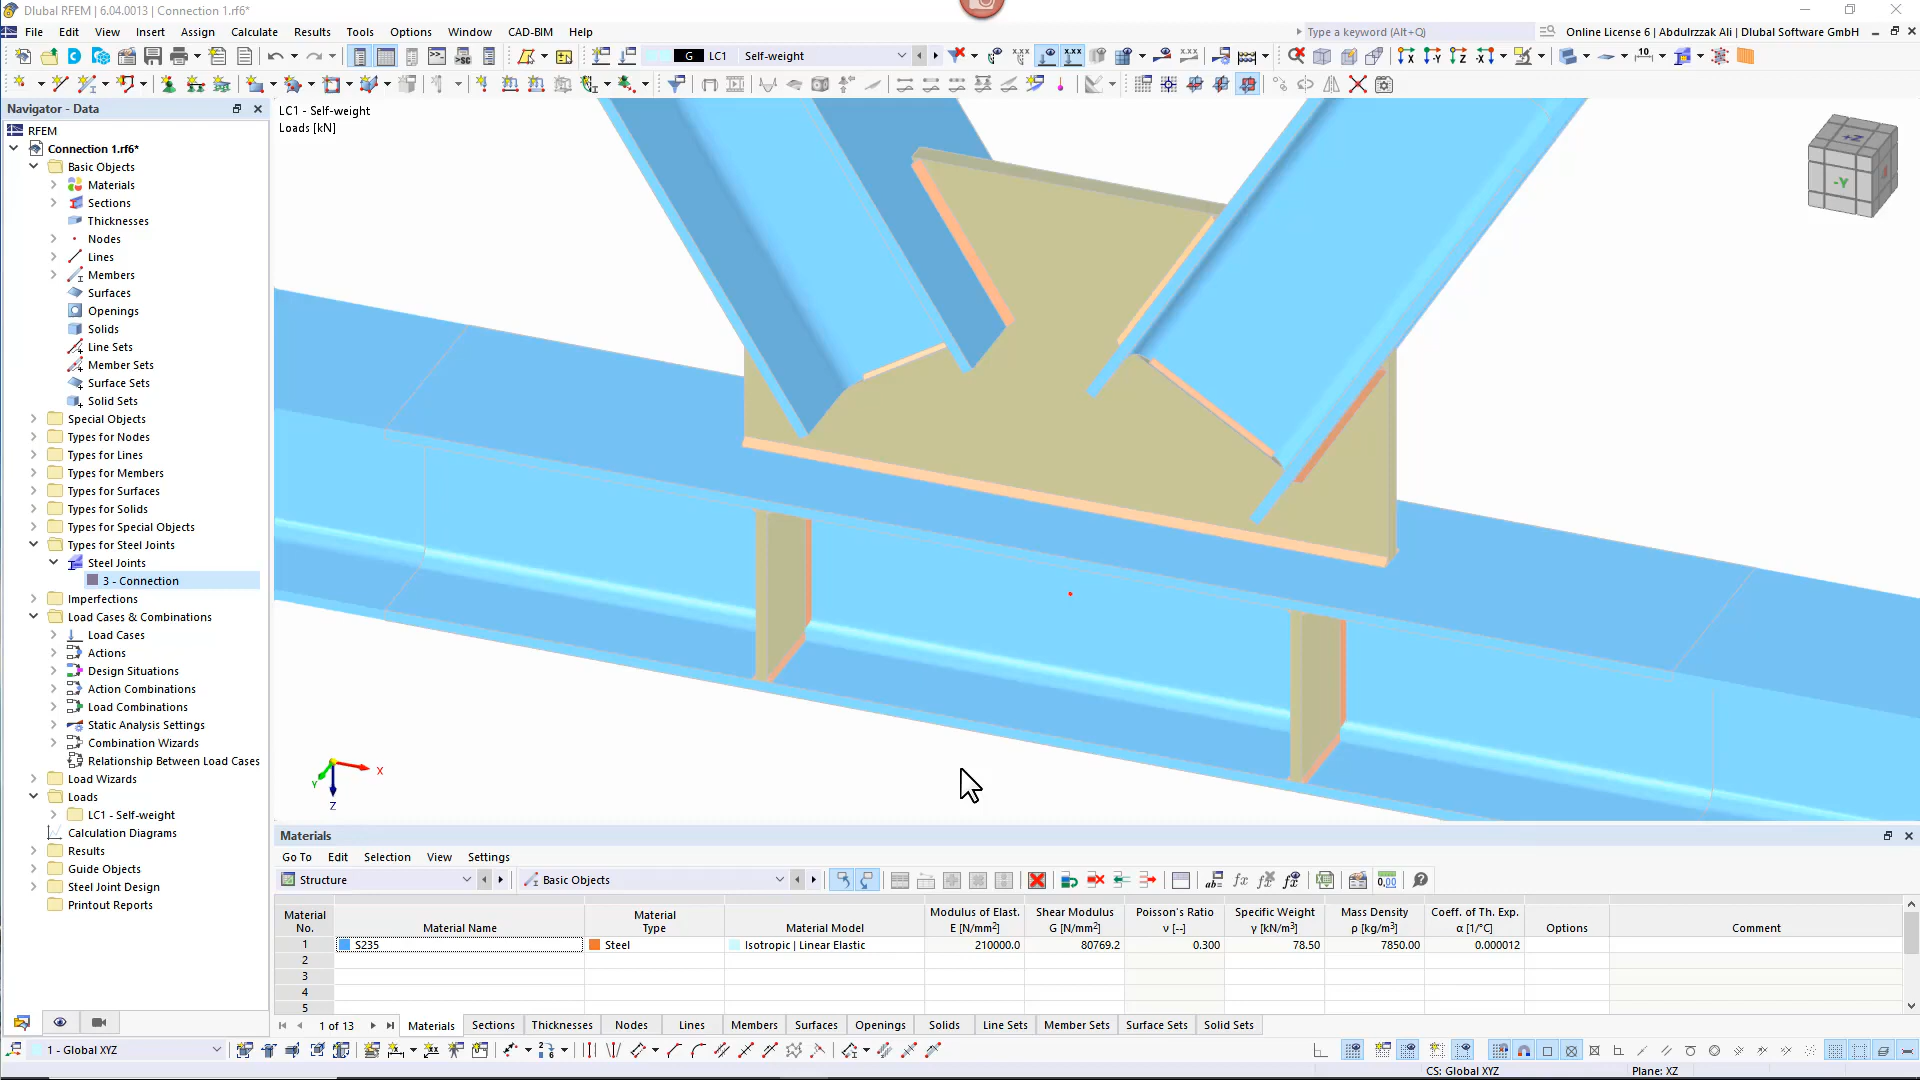 Dlubal RFEM | 6.04.0013 | Connection 1.rf6*
File Edit View Insert Assign Calculate Results Tools Options Window CAD-BIM Help
Type a keyword (Alt+Q)
Online License 6 | Abdulrzzak Ali | Dlubal Software GmbH
G LC1 Self-weight
Navigator - Data
RFEM
Connection 1.rf6*
Basic Objects
Materials
Sections
Thicknesses
Nodes
Lines
Members
Surfaces
Openings
Solids
Line Sets
Member Sets
Surface Sets
Solid Sets
Special Objects
Types for Nodes
Types for Lines
Types for Members
Types for Surfaces
Types for Solids
Types for Special Objects
Types for Steel Joints
Steel Joints
3 - Connection
Imperfections
Load Cases & Combinations
Load Cases
Actions
Design Situations
Action Combinations
Load Combinations
Static Analysis Settings
Combination Wizards
Relationship Between Load Cases
Load Wizards
Loads
LC1 - Self-weight
Calculation Diagrams
Results
Guide Objects
Steel Joint Design
Printout Reports
LC1 - Self-weight
Loads [kN]
+Z
-Y
X
Y
Z
Materials
Go To Edit Selection View Settings
Structure
Basic Objects
Material No. Material Name Material Type Material Model Modulus of Elast. E [N/mm²] Shear Modulus G [N/mm²] Poisson's Ratio ν [--] Specific Weight γ [kN/m³] Mass Density ρ [kg/m³] Coeff. of Th. Exp. α [1/°C] Options Comment
1 S235 Steel Isotropic | Linear Elastic 210000.0 80769.2 0.300 78.50 7850.00 0.000012
2
3
4
5
1 of 13 Materials Sections Thicknesses Nodes Lines Members Surfaces Openings Solids Line Sets Member Sets Surface Sets Solid Sets
1 - Global XYZ
CS: Global XYZ Plane: XZ